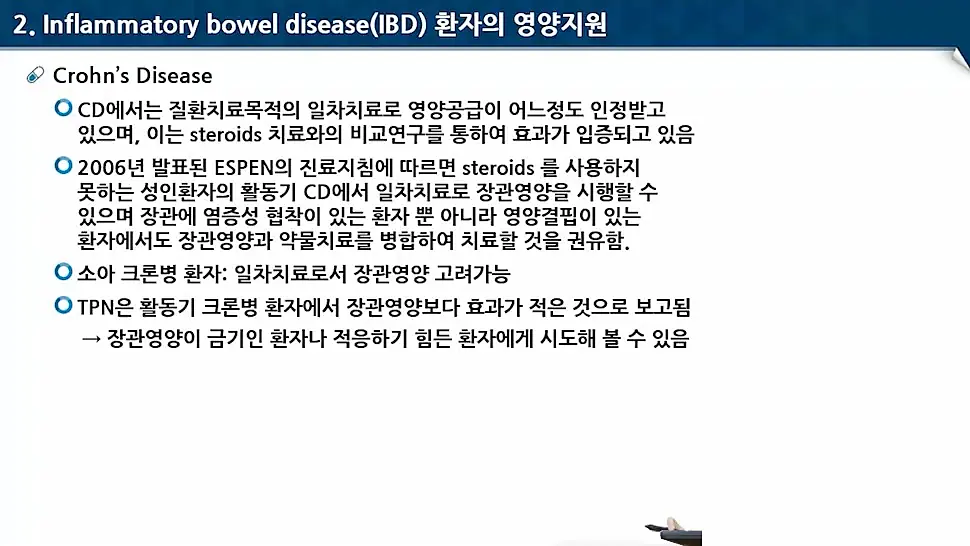 2. Inflammatory bowel disease(IBD) 환자의 영양지원
Crohn's Disease
CD에서는 질환치료목적의 일차치료로 영양공급이 어느정도 인정받고
있으며, 이는 steroids 치료와의 비교연구를 통하여 효과가 입증되고 있음
2006년 발표된 ESPEN의 진료지침에 따르면 steroids 를 사용하지
못하는 성인환자의 활동기 CD에서 일차치료로 장관영양을 시행할 수
있으며 장관에 염증성 협착이 있는 환자 뿐 아니라 영양결핍이 있는
환자에서도 장관영양과 약물치료를 병합하여 치료할 것을 권유함.
소아 크론병 환자: 일차치료로서 장관영양 고려가능
TPN은 활동기 크론병 환자에서 장관영양보다 효과가 적은 것으로 보고됨
→ 장관영양이 금기인 환자나 적응하기 힘든 환자에게 시도해 볼 수 있음